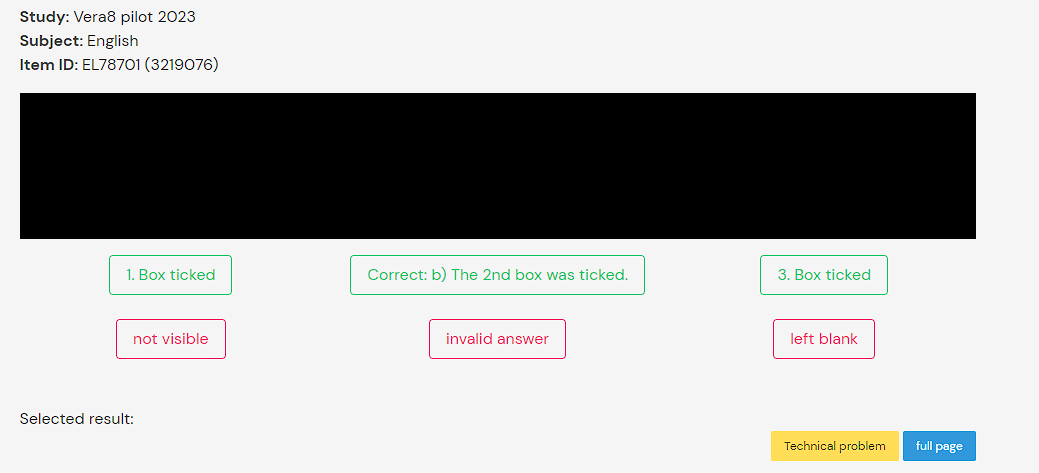 Study: Vera8 pilot 2023
Subject: English
Item ID: EL78701 (3219076)
1. Box ticked
Correct: b) The 2nd box was ticked.
3. Box ticked
not visible
invalid answer
left blank
Selected result:
Technical problem
full page